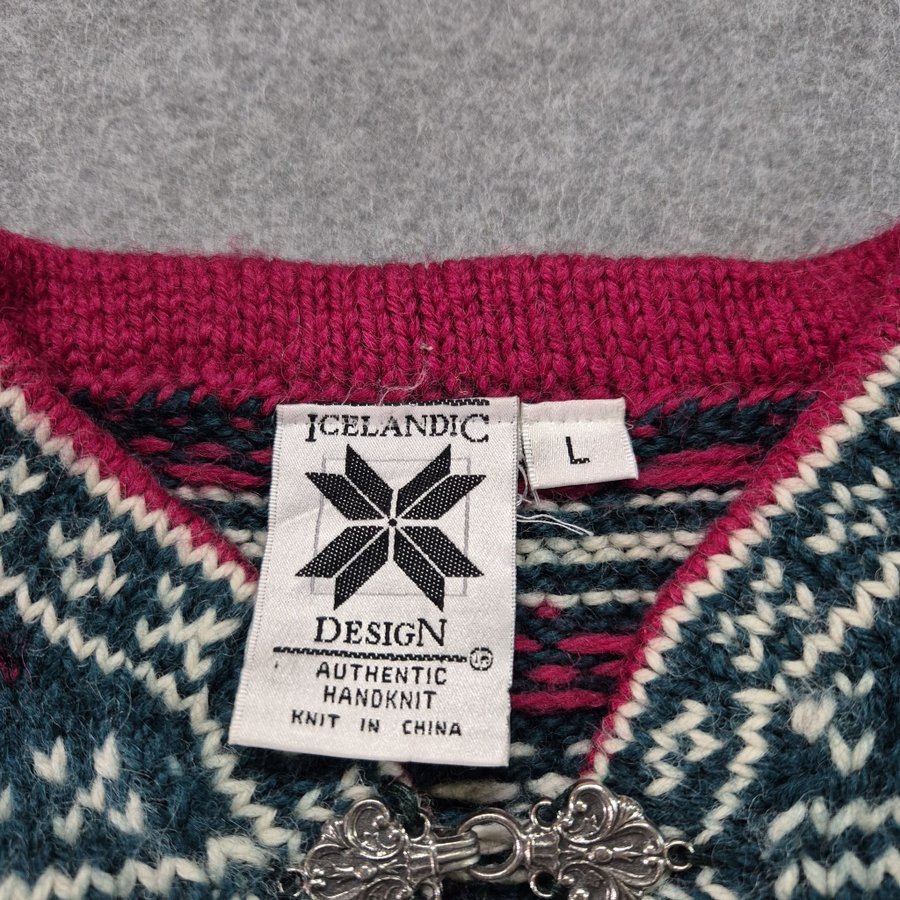 ICELANDIC
L
DESIGN
AUTHENTIC
HANDKNIT
KNIT IN CHINA